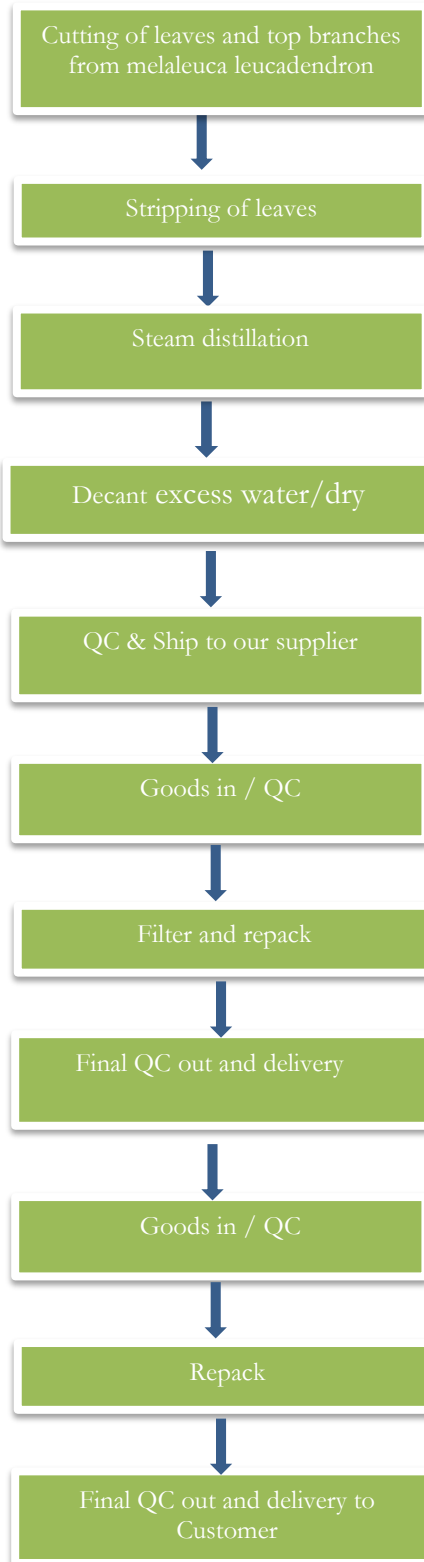 Cutting of leaves and top branches
from melaleuca leucadendron
Stripping of leaves
Steam distillation
Decant excess water/dry
QC & Ship to our supplier
Goods in / QC
Filter and repack
Final QC out and delivery
Goods in / QC
Repack
Final QC out and delivery to
Customer